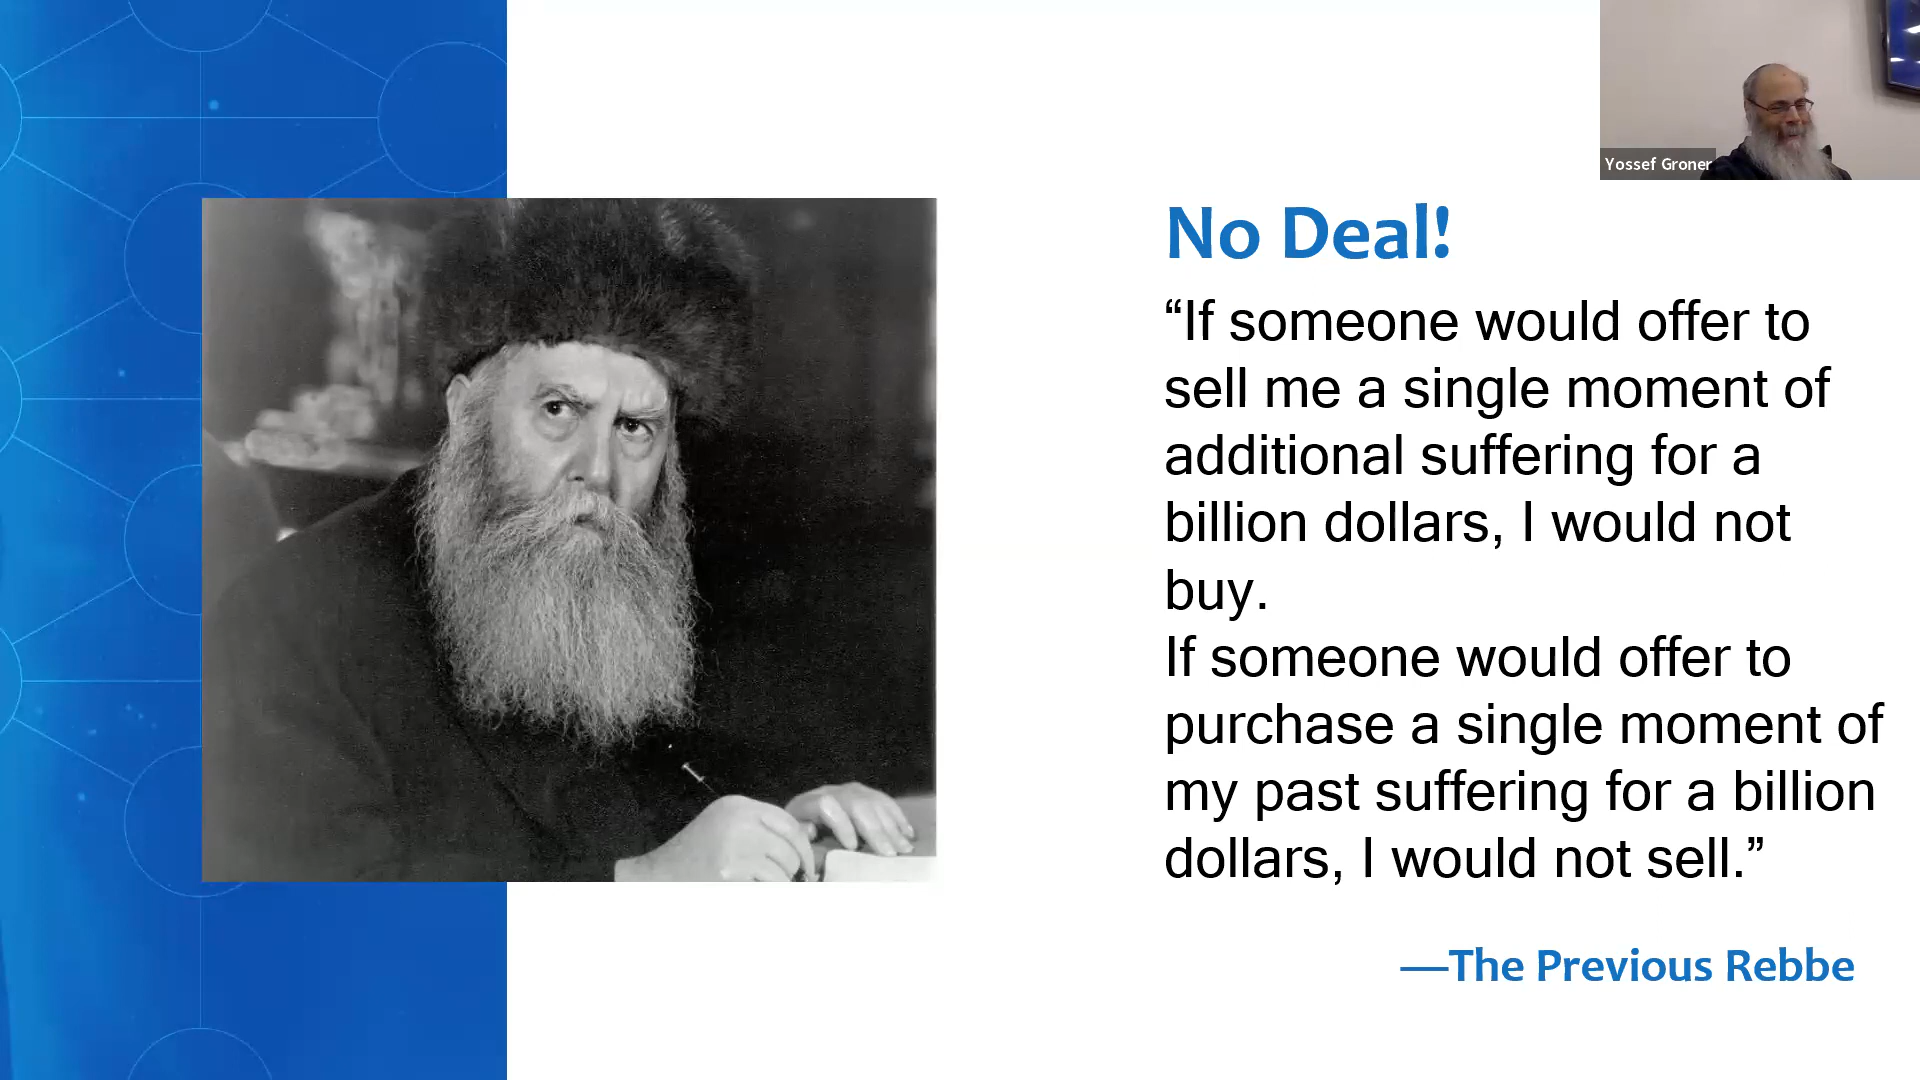 Yossef Groner
No Deal!
“If someone would offer to
sell me a single moment of
additional suffering for a
billion dollars, I would not
buy.
If someone would offer to
purchase a single moment of
my past suffering for a billion
dollars, I would not sell.”
—The Previous Rebbe